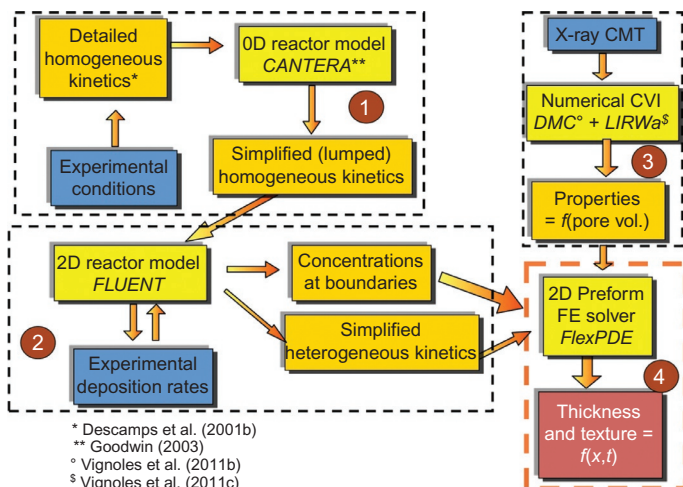 Detailed
homogeneous
kinetics*
0D reactor model
CANTERA**
1
Experimental
conditions
Simplified (lumped)
homogeneous kinetics
X-ray CMT
Numerical CVI
DMC° + LIRWa$
3
Properties
= f(pore vol.)
2D reactor model
FLUENT
Concentrations
at boundaries
Simplified
heterogeneous kinetics
2
Experimental
deposition rates
2D Preform
FE solver
FlexPDE
4
Thickness
and texture =
f(x,t)
* Descamps et al. (2001b)
** Goodwin (2003)
° Vignoles et al. (2011b)
$ Vignoles et al. (2011c)